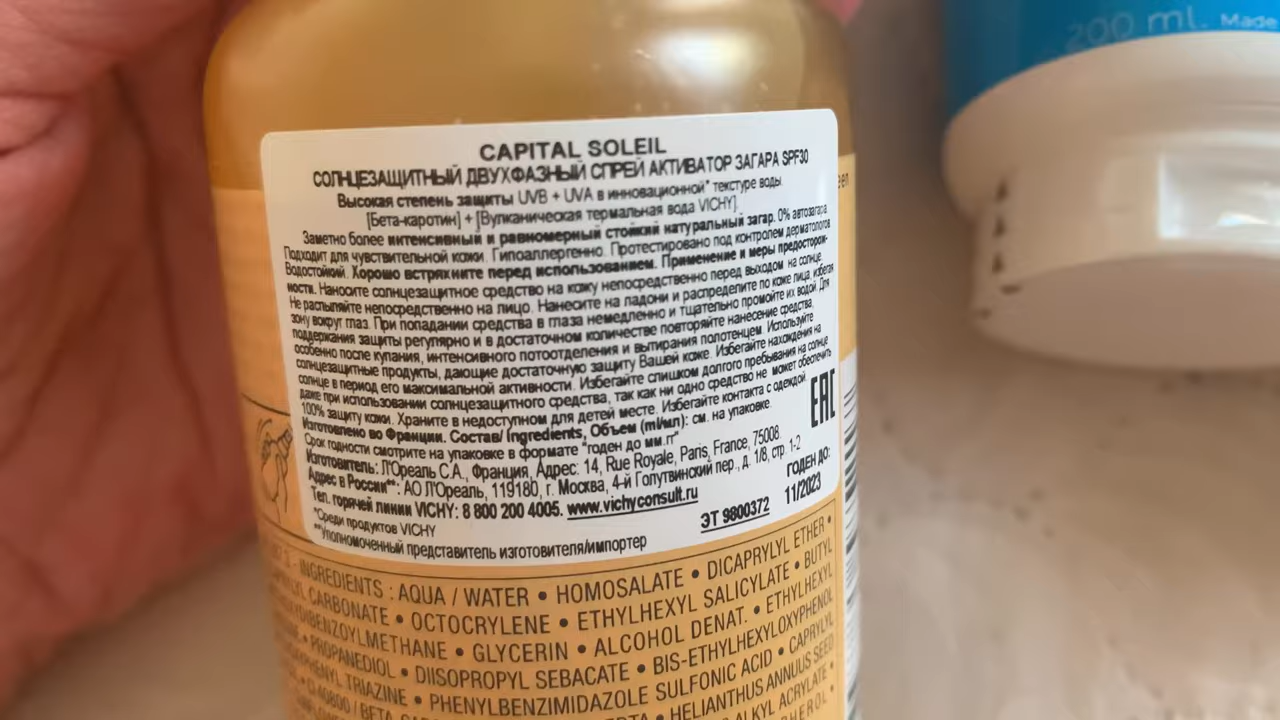 CAPITAL SOLEIL
СОЛНЦЕЗАЩИТНЫЙ ДВУХФАЗНЫЙ СПРЕЙ АКТИВАТОР ЗАГАРА SPF30
Высокая степень защиты UVB + UVA в инновационной* текстуре воды.
[Бета-каротин] + [Вулканическая термальная вода VICHY].
Заметно более интенсивный и равномерный стойкий натуральный загар. 0% автозагара.
Подходит для чувствительной кожи. Гипоаллергенно. Протестировано под контролем дерматологов.
Водостойкий. Хорошо встряхните перед использованием. Применение и меры предосторож-
ности. Наносите солнцезащитное средство на кожу непосредственно перед выходом на солнце.
Не распыляйте непосредственно на лицо. Нанесите на ладони и распределите по коже лица, избегая
зону вокруг глаз. При попадании средства в глаза немедленно и тщательно промойте их водой. Для
поддержания защиты регулярно и в достаточном количестве повторяйте нанесение средства,
особенно после купания, интенсивного потоотделения и вытирания полотенцем. Используйте
солнцезащитные продукты, дающие достаточную защиту Вашей коже. Избегайте нахождения на
солнце в период его максимальной активности. Избегайте слишком долгого пребывания на солнце
даже при использовании солнцезащитного средства, так как ни одно средство не может обеспечить
100% защиту кожи. Храните в недоступном для детей месте. Избегайте контакта с одеждой.
Изготовлено во Франции. Состав/ Ingredients, Объем (ml/мл): см. на упаковке.
Срок годности смотрите на упаковке в формате "годен до мм.гг"
Изготовитель: Л'Ореаль С.А., Франция, Адрес: 14, Rue Royale, Paris, France, 75008.
Адрес в России**: АО Л'Ореаль, 119180, г. Москва, 4-й Голутвинский пер., д. 1/8, стр. 1-2
Тел. горячей линии VICHY: 8 800 200 4005. www.vichyconsult.ru
*Среди продуктов VICHY
**Уполномоченный представитель изготовителя/импортер
ЭТ 9800372
ГОДЕН ДО:
11/2023
EAC
INGREDIENTS : AQUA / WATER • HOMOSALATE • DICAPRYLYL ETHER •
CARBONATE • OCTOCRYLENE • ETHYLHEXYL SALICYLATE • BUTYL
GLYCERIN • ALCOHOL DENAT. • ETHYLHEXYL
• PROPANEDIOL • DIISOPROPYL SEBACATE • BIS-ETHYLHEXYLOXYPHENOL
TRIAZINE • PHENYLBENZIMIDAZOLE SULFONIC ACID • CAPRYLYL
• HELIANTHUS ANNUUS SEED
ALKYL ACRYLATE •
200 ml. Made